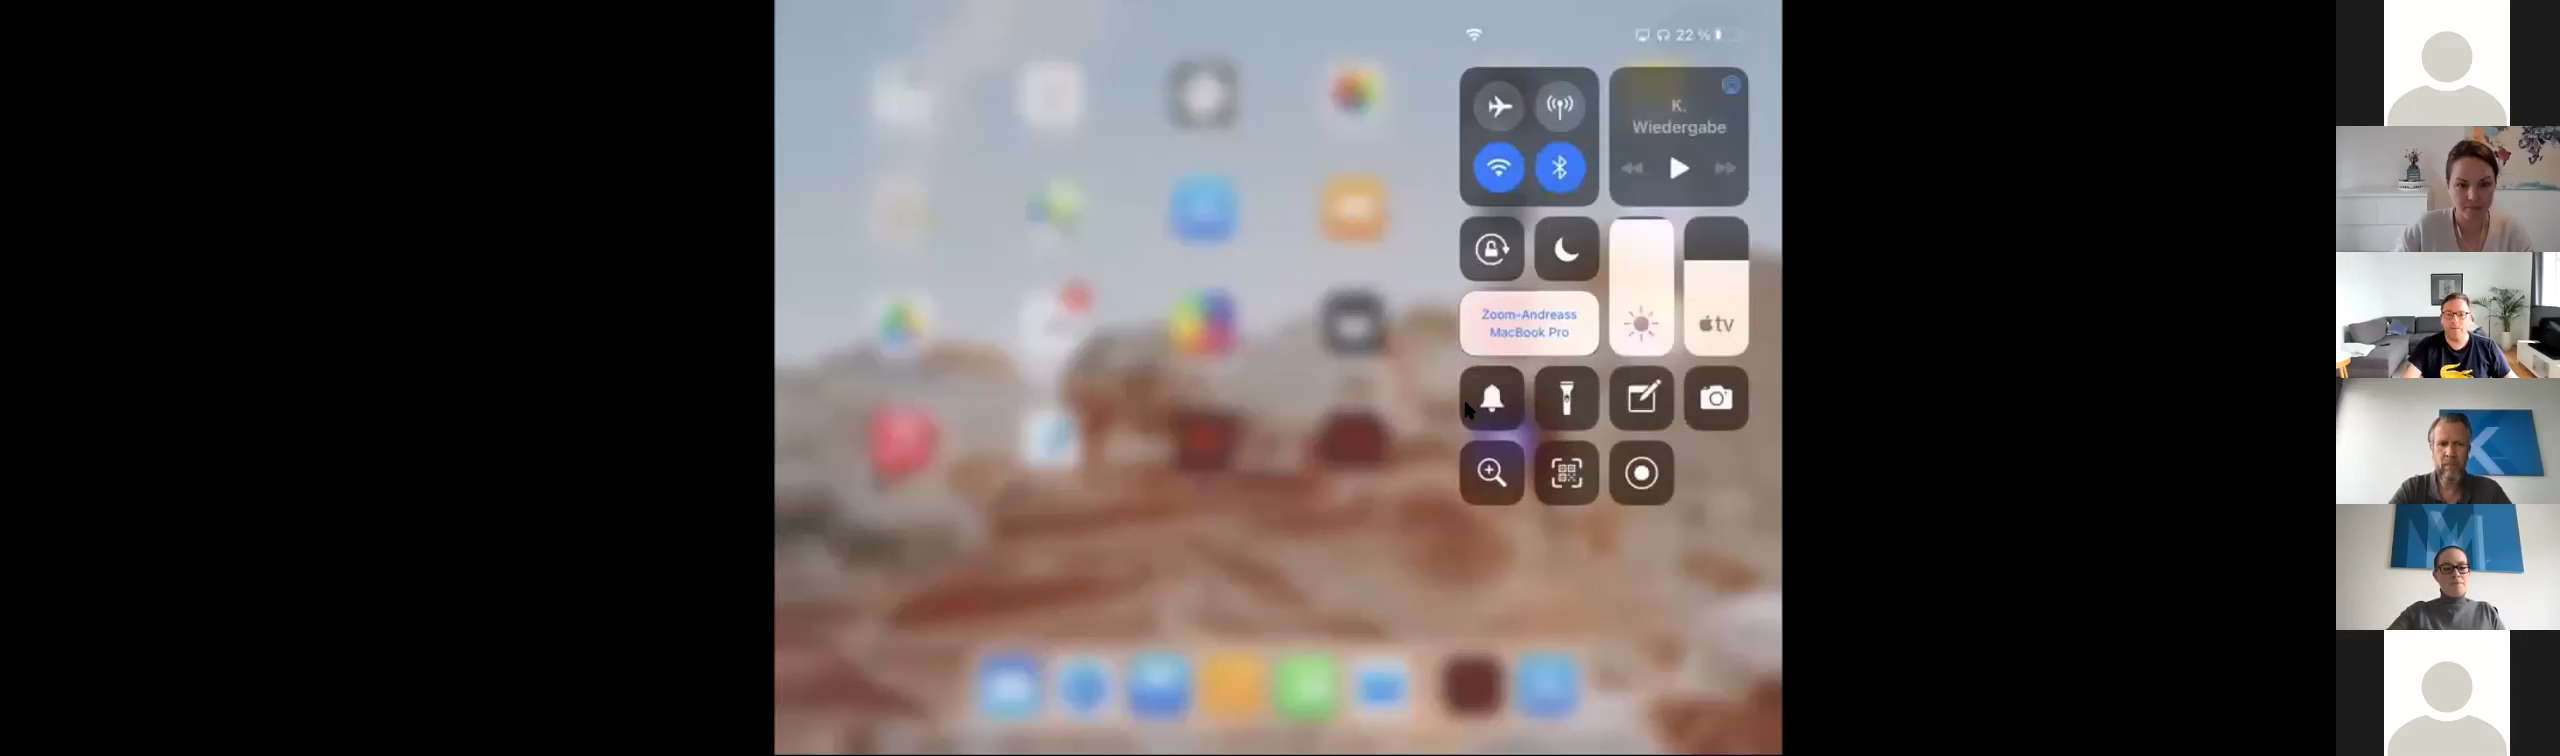 22 %
K.
Wiedergabe
Zoom-Andreass
MacBook Pro
tv
K
M